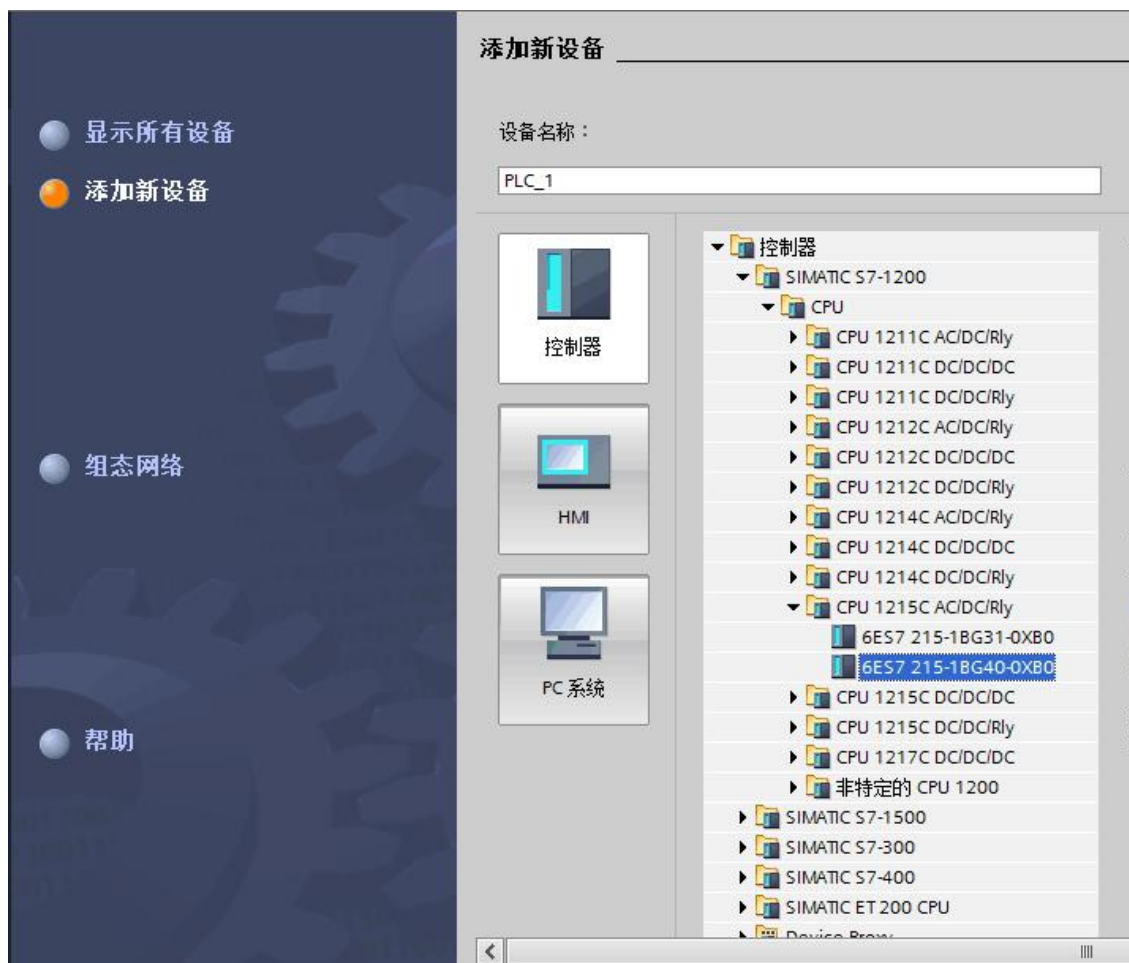 显示所有设备
添加新设备
组态网络
帮助
添加新设备
设备名称：
PLC_1
控制器
HMI
PC 系统
控制器
SIMATIC S7-1200
CPU
CPU 1211C AC/DC/Rly
CPU 1211C DC/DC/DC
CPU 1211C DC/DC/Rly
CPU 1212C AC/DC/Rly
CPU 1212C DC/DC/DC
CPU 1212C DC/DC/Rly
CPU 1214C AC/DC/Rly
CPU 1214C DC/DC/DC
CPU 1214C DC/DC/Rly
CPU 1215C AC/DC/Rly
6ES7 215-1BG31-0XB0
6ES7 215-1BG40-0XB0
CPU 1215C DC/DC/DC
CPU 1215C DC/DC/Rly
CPU 1217C DC/DC/DC
非特定的 CPU 1200
SIMATIC S7-1500
SIMATIC S7-300
SIMATIC S7-400
SIMATIC ET 200 CPU
Device Proxy